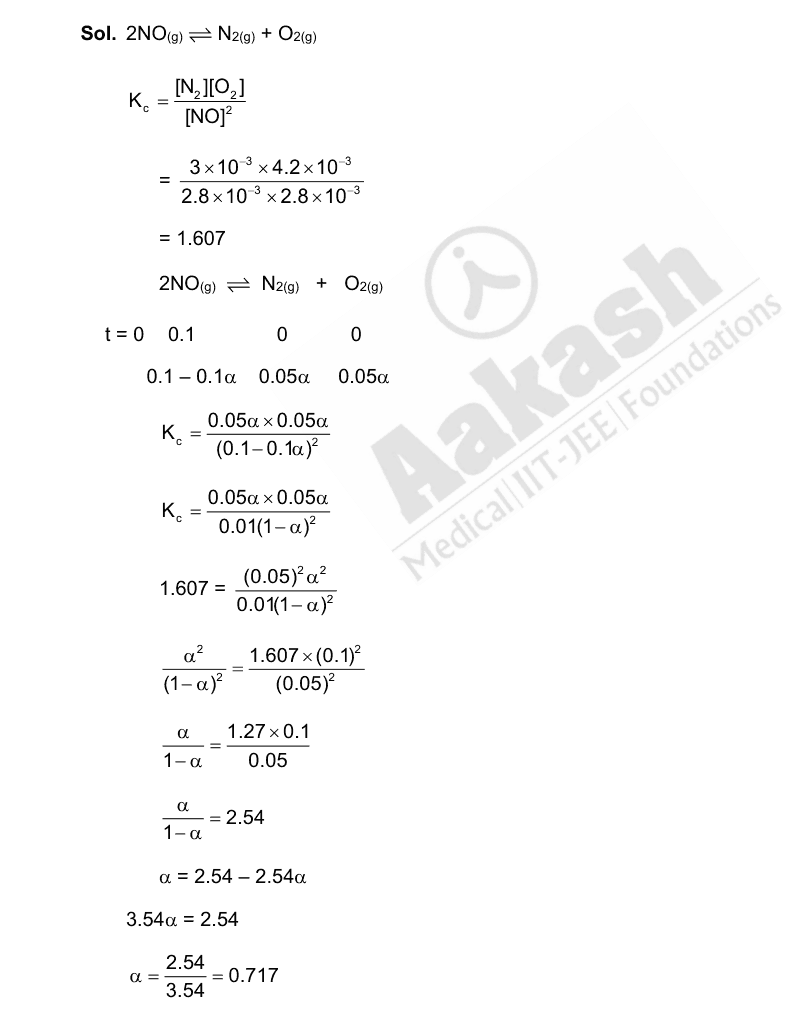 Sol. 2NO(g) ⇌ N2(g) + O2(g)
Kc = [N2][O2] / [NO]²
= 3×10⁻³ ×4.2×10⁻³ / 2.8×10⁻³ ×2.8×10⁻³
= 1.607
2NO(g) ⇌ N2(g) + O2(g)
t = 0 0.1 0 0
0.1 – 0.1α 0.05α 0.05α
Kc = 0.05α×0.05α / (0.1–0.1α)²
Kc = 0.05α×0.05α / 0.01(1–α)²
1.607 = (0.05)²α² / 0.01(1–α)²
α² / (1–α)² = 1.607×(0.1)² / (0.05)²
α / 1–α = 1.27×0.1 / 0.05
α / 1–α = 2.54
α = 2.54 – 2.54α
3.54α = 2.54
α = 2.54 / 3.54 = 0.717
Aakash
Medical|IIT-JEE|Foundations